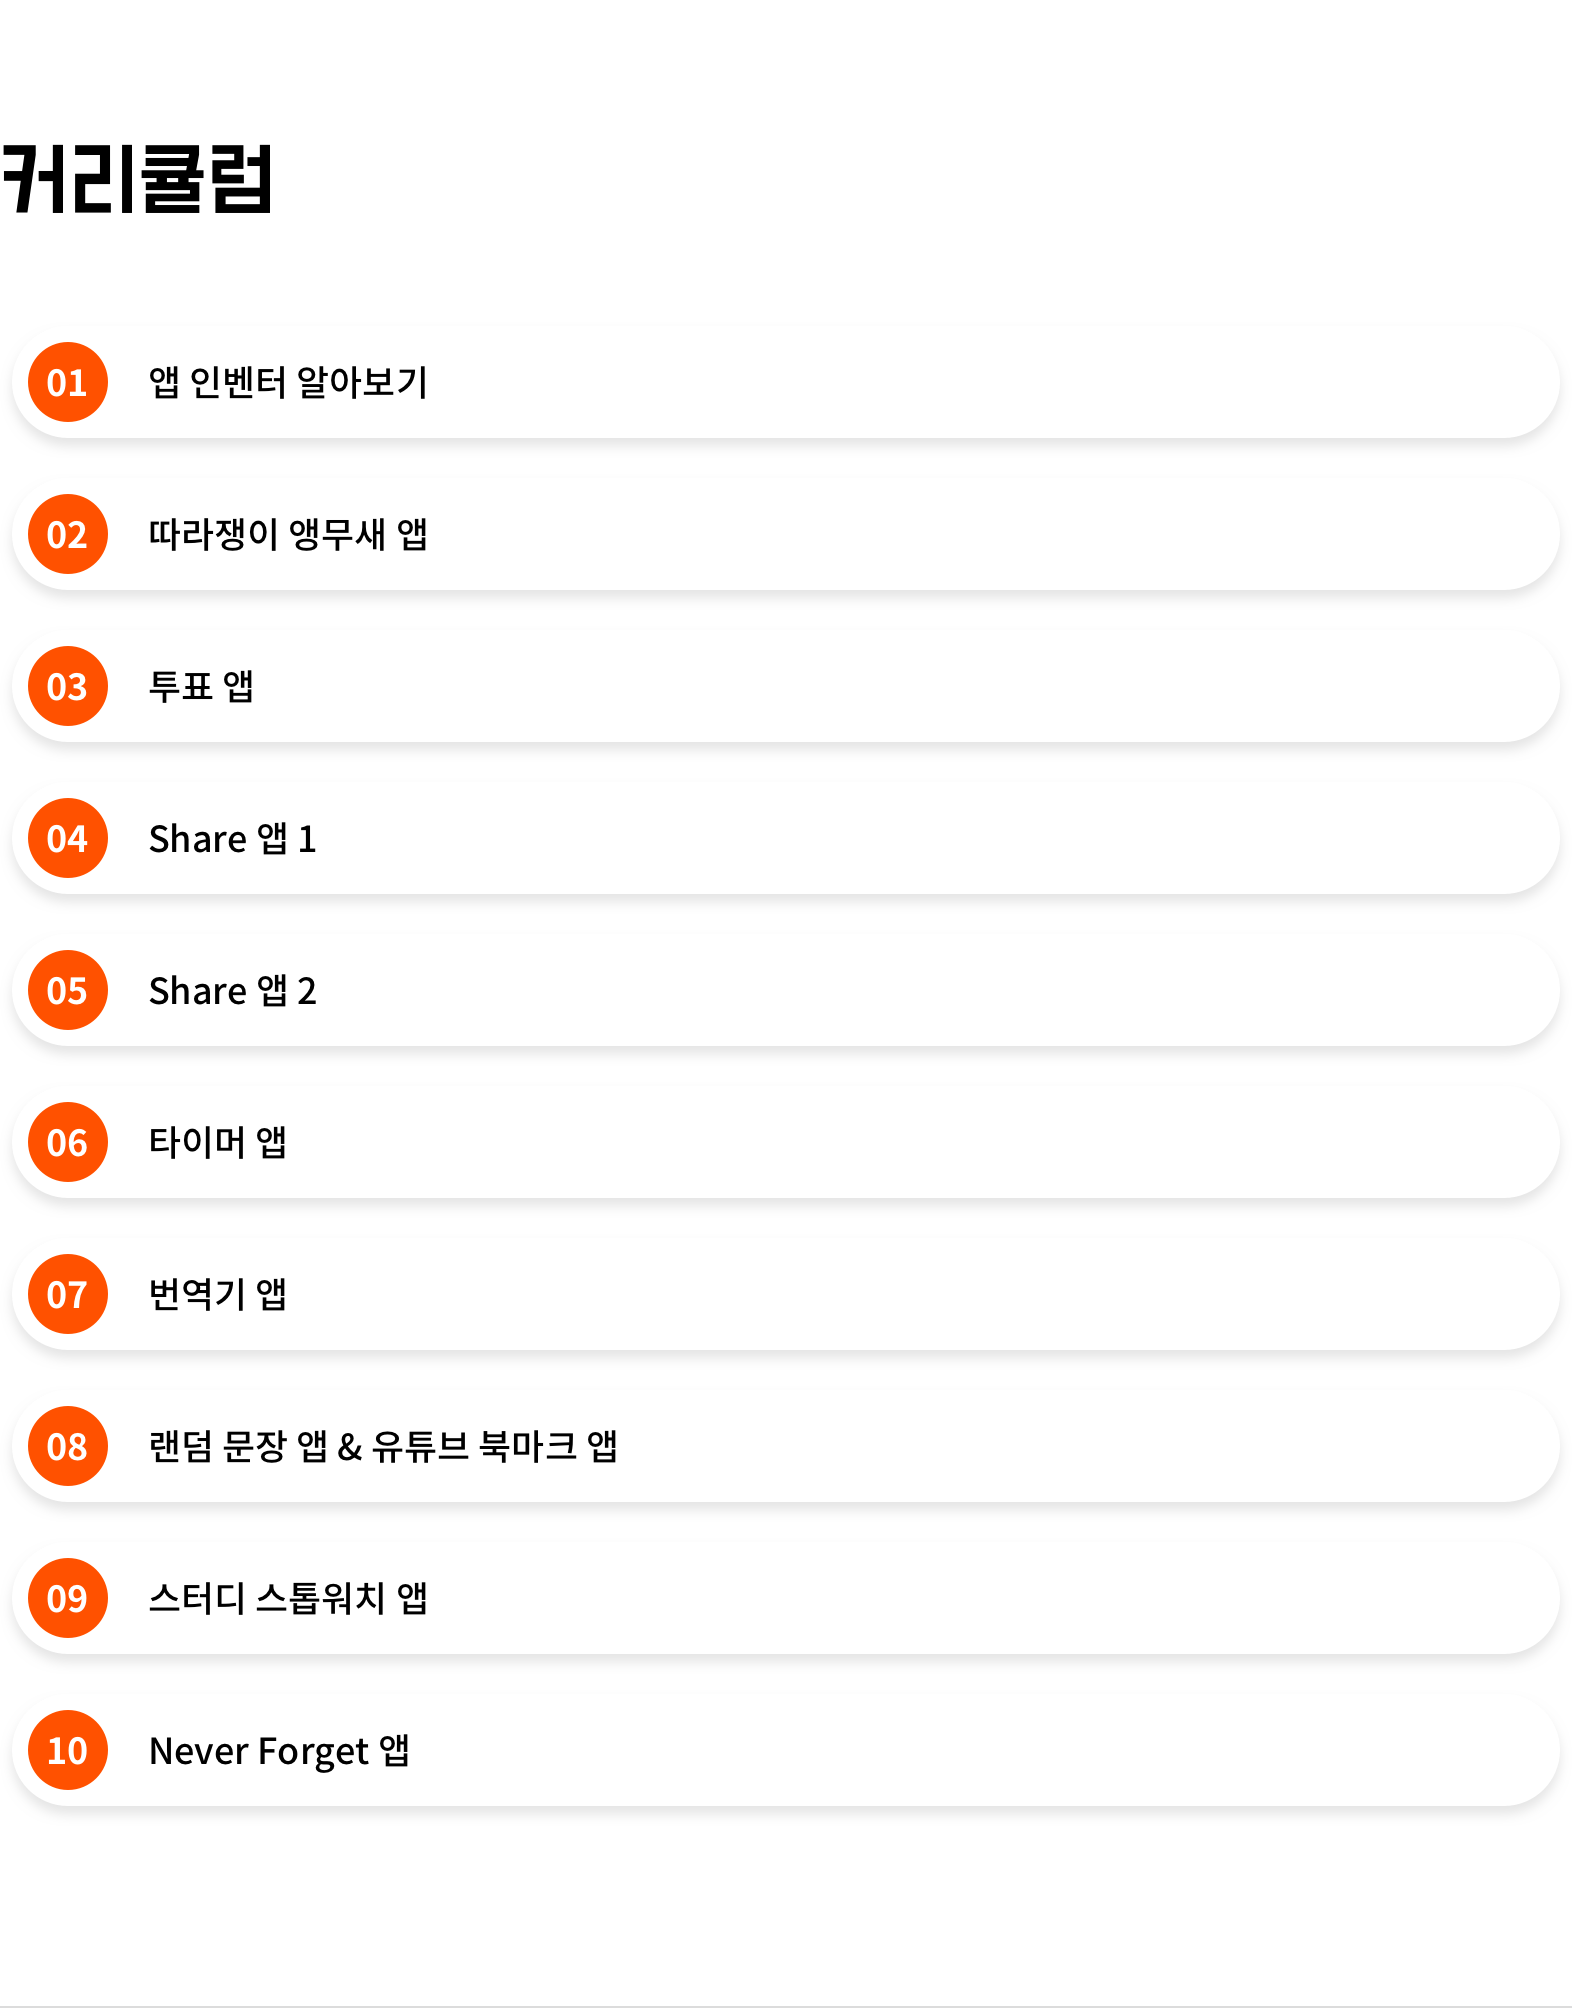 커리큘럼
01 앱 인벤터 알아보기
02 따라쟁이 앵무새 앱
03 투표 앱
04 Share 앱 1
05 Share 앱 2
06 타이머 앱
07 번역기 앱
08 랜덤 문장 앱 & 유튜브 북마크 앱
09 스터디 스톱워치 앱
10 Never Forget 앱